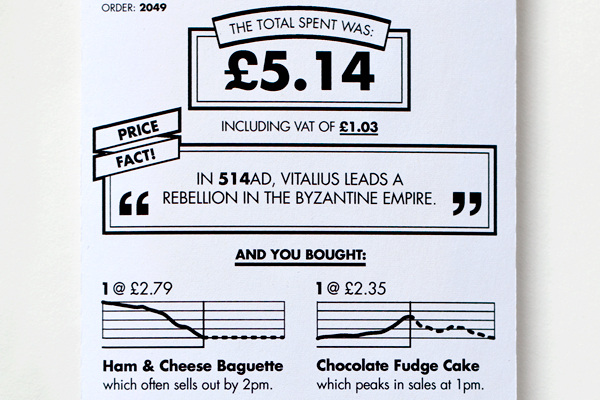 ORDER: 2049
THE TOTAL SPENT WAS:
£5.14
INCLUDING VAT OF £1.03
PRICE
FACT!
“ IN 514AD, VITALIUS LEADS A
REBELLION IN THE BYZANTINE EMPIRE. ”
AND YOU BOUGHT:
1 @ £2.79
Ham & Cheese Baguette
which often sells out by 2pm.
1 @ £2.35
Chocolate Fudge Cake
which peaks in sales at 1pm.